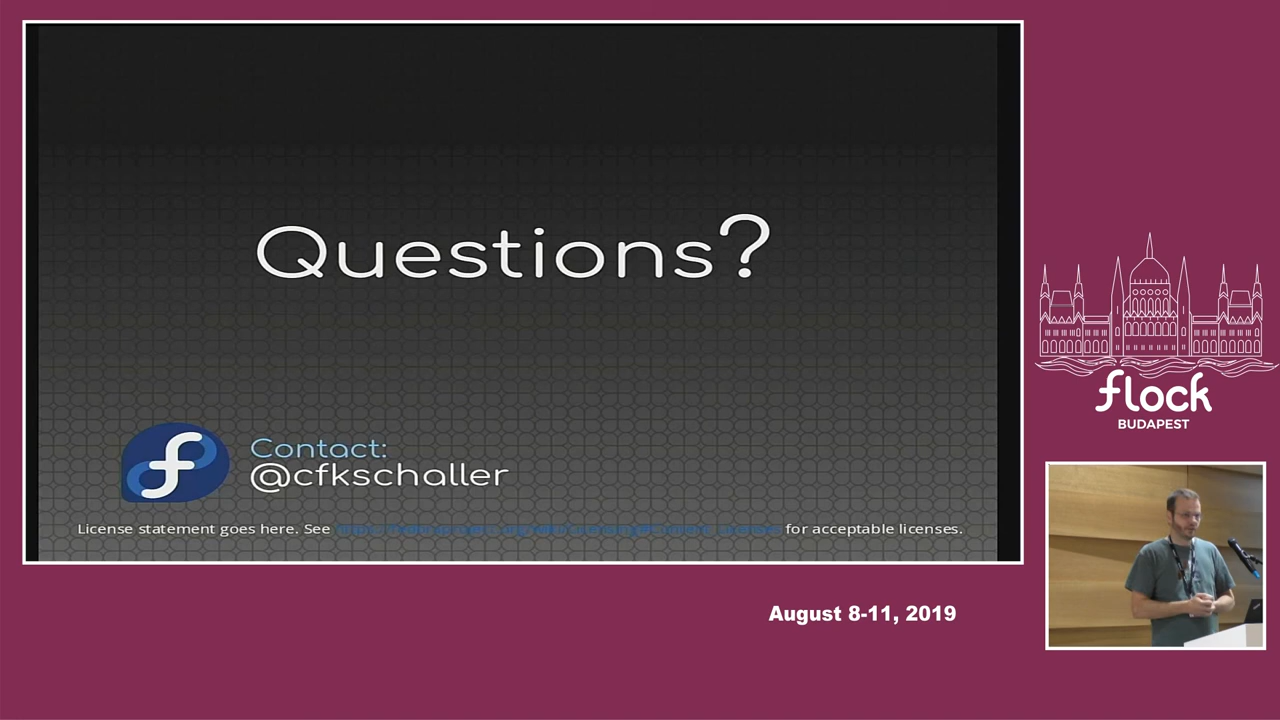 Questions?
Contact:
@cfkschaller
License statement goes here. See for acceptable licenses.
flock
BUDAPEST
August 8-11, 2019